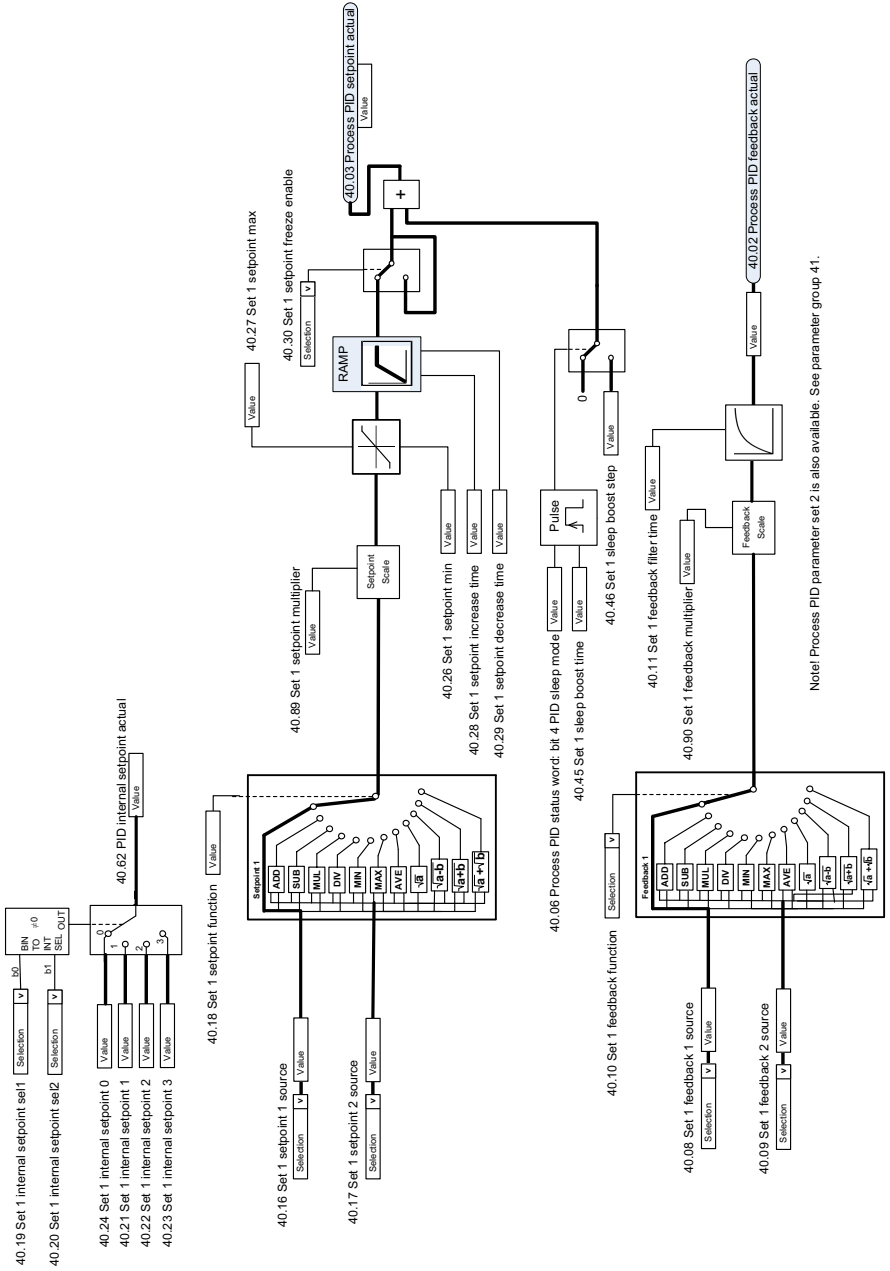 40.19 Set 1 internal setpoint sel1
Selection v
b0
40.20 Set 1 internal setpoint sel2
Selection v
b1
BIN
TO
INT
SEL
≠0
OUT
40.24 Set 1 internal setpoint 0
Value
0
40.21 Set 1 internal setpoint 1
Value
1
40.22 Set 1 internal setpoint 2
Value
2
40.23 Set 1 internal setpoint 3
Value
3
40.62 PID internal setpoint actual
Value
40.18 Set 1 setpoint function
Value
40.16 Set 1 setpoint 1 source
Selection v
Value
40.17 Set 1 setpoint 2 source
Selection v
Value
Setpoint 1
ADD
SUB
MUL
DIV
MIN
MAX
AVE
√a
√a-b
√a+b
√a +√b
40.89 Set 1 setpoint multiplier
Value
Setpoint
Scale
40.27 Set 1 setpoint max
Value
40.30 Set 1 setpoint freeze enable
Selection v
RAMP
40.03 Process PID setpoint actual
Value
+
40.26 Set 1 setpoint min
Value
40.28 Set 1 setpoint increase time
Value
40.29 Set 1 setpoint decrease time
Value
40.06 Process PID status word: bit 4 PID sleep mode
Value
40.45 Set 1 sleep boost time
Value
Pulse
0
40.46 Set 1 sleep boost step
Value
40.10 Set 1 feedback function
Selection v
40.08 Set 1 feedback 1 source
Selection v
Value
40.09 Set 1 feedback 2 source
Selection v
Value
Feedback 1
ADD
SUB
MUL
DIV
MIN
MAX
AVE
√a
√a-b
√a+b
√a +√b
40.90 Set 1 feedback multiplier
Value
Feedback
Scale
40.11 Set 1 feedback filter time
Value
Value
40.02 Process PID feedback actual
Note! Process PID parameter set 2 is also available. See parameter group 41.